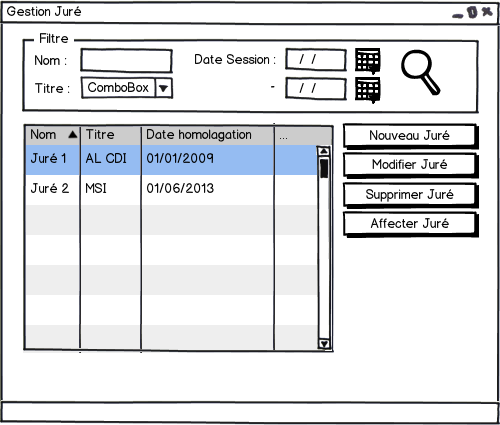 Gestion Juré
Filtre
Nom :
Date Session : / /
Titre : ComboBox - / /
Nom Titre Date homolagation ...
Juré 1 AL CDI 01/01/2009
Juré 2 MSI 01/06/2013
Nouveau Juré
Modifier Juré
Supprimer Juré
Affecter Juré